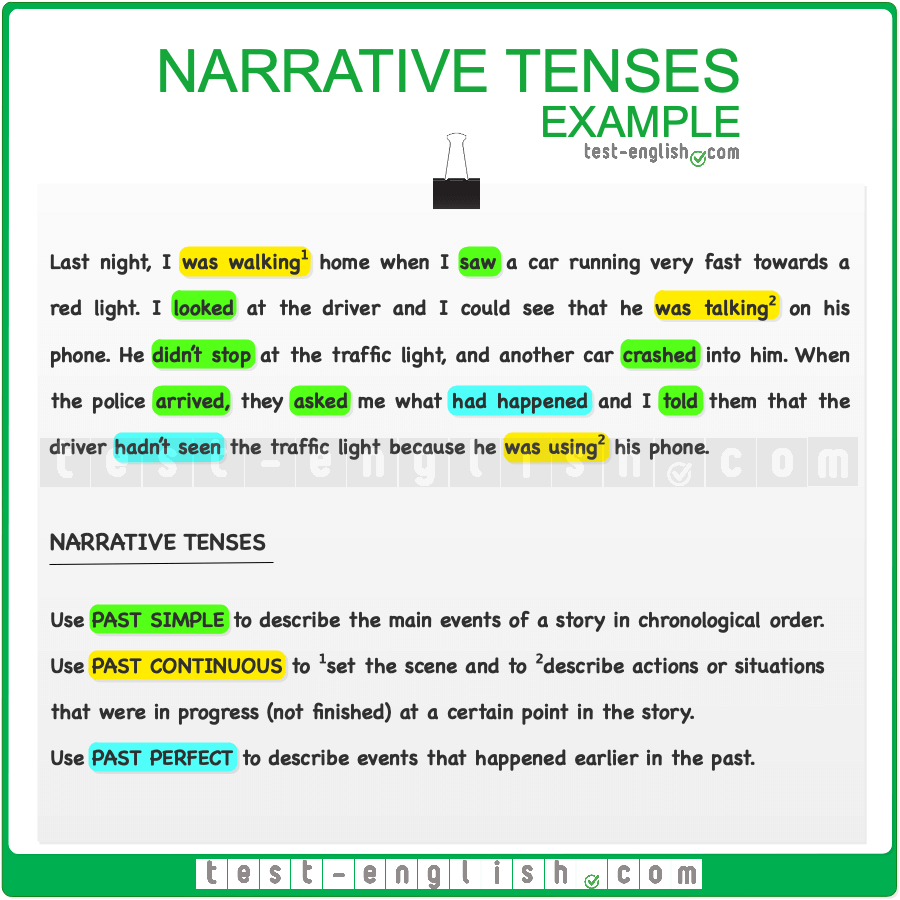 NARRATIVE TENSES
EXAMPLE
test-english.com
Last night, I was walking¹ home when I saw a car running very fast towards a
red light. I looked at the driver and I could see that he was talking² on his
phone. He didn't stop at the traffic light, and another car crashed into him. When
the police arrived, they asked me what had happened and I told them that the
driver hadn't seen the traffic light because he was using² his phone.
test-english.com
NARRATIVE TENSES
Use PAST SIMPLE to describe the main events of a story in chronological order.
Use PAST CONTINUOUS to ¹set the scene and to ²describe actions or situations
that were in progress (not finished) at a certain point in the story.
Use PAST PERFECT to describe events that happened earlier in the past.
test-english.com